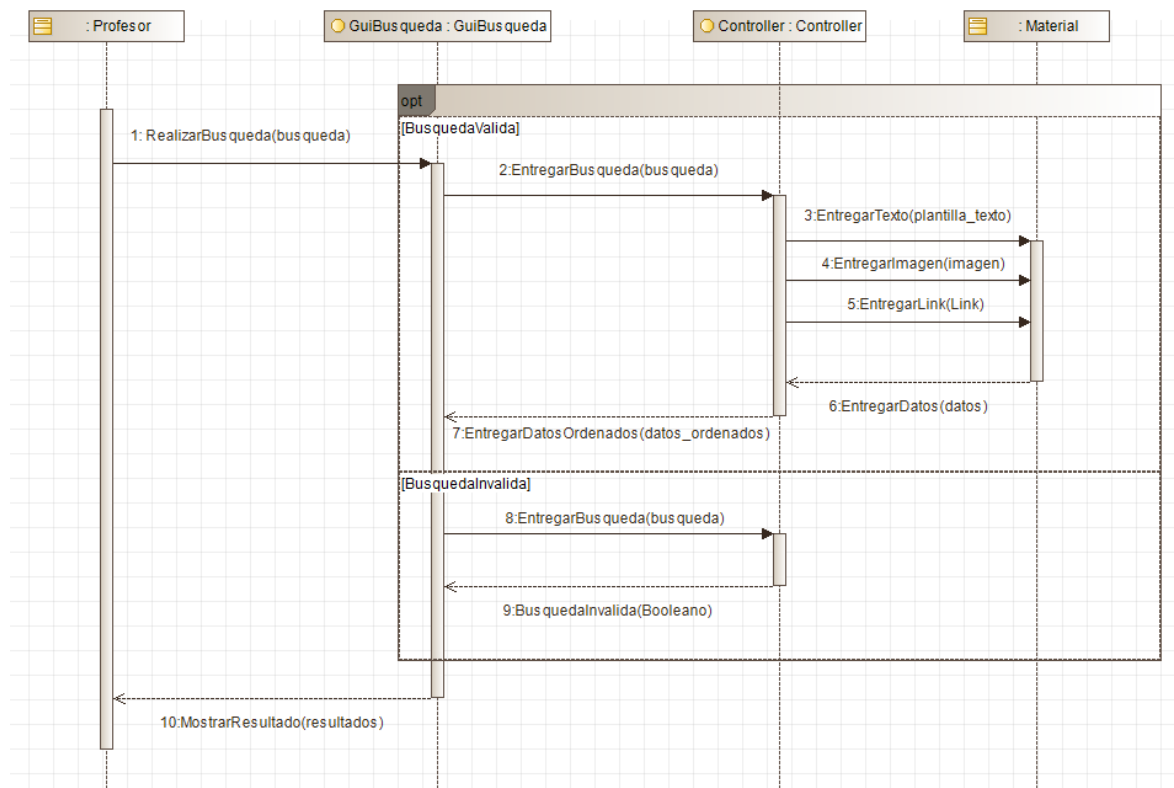 : Profesor
GuiBusqueda : GuiBusqueda
Controller : Controller
: Material
opt
[BusquedaValida]
1: RealizarBusqueda(busqueda)
2:EntregarBusqueda(busqueda)
3:EntregarTexto(plantilla_texto)
4:EntregarImagen(imagen)
5:EntregarLink(Link)
6:EntregarDatos(datos)
7:EntregarDatosOrdenados(datos_ordenados)
[BusquedaInvalida]
8:EntregarBusqueda(busqueda)
9:BusquedaInvalida(Booleano)
10:MostrarResultado(resultados)